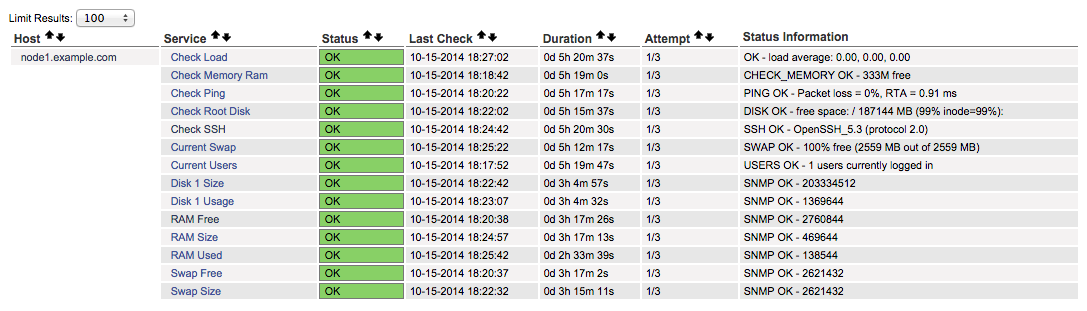 Limit Results: 100
Host Service Status Last Check Duration Attempt Status Information
node1.example.com Check Load OK 10-15-2014 18:27:02 0d 5h 20m 37s 1/3 OK - load average: 0.00, 0.00, 0.00
Check Memory Ram OK 10-15-2014 18:18:42 0d 5h 19m 0s 1/3 CHECK_MEMORY OK - 333M free
Check Ping OK 10-15-2014 18:20:22 0d 5h 17m 17s 1/3 PING OK - Packet loss = 0%, RTA = 0.91 ms
Check Root Disk OK 10-15-2014 18:22:02 0d 5h 15m 37s 1/3 DISK OK - free space: / 187144 MB (99% inode=99%):
Check SSH OK 10-15-2014 18:24:42 0d 5h 20m 30s 1/3 SSH OK - OpenSSH_5.3 (protocol 2.0)
Current Swap OK 10-15-2014 18:25:22 0d 5h 12m 17s 1/3 SWAP OK - 100% free (2559 MB out of 2559 MB)
Current Users OK 10-15-2014 18:17:52 0d 5h 19m 47s 1/3 USERS OK - 1 users currently logged in
Disk 1 Size OK 10-15-2014 18:22:42 0d 3h 4m 57s 1/3 SNMP OK - 203334512
Disk 1 Usage OK 10-15-2014 18:23:07 0d 3h 4m 32s 1/3 SNMP OK - 1369644
RAM Free OK 10-15-2014 18:20:38 0d 3h 17m 26s 1/3 SNMP OK - 2760844
RAM Size OK 10-15-2014 18:24:57 0d 3h 17m 13s 1/3 SNMP OK - 469644
RAM Used OK 10-15-2014 18:25:42 0d 2h 33m 39s 1/3 SNMP OK - 138544
Swap Free OK 10-15-2014 18:20:37 0d 3h 17m 2s 1/3 SNMP OK - 2621432
Swap Size OK 10-15-2014 18:22:32 0d 3h 15m 11s 1/3 SNMP OK - 2621432